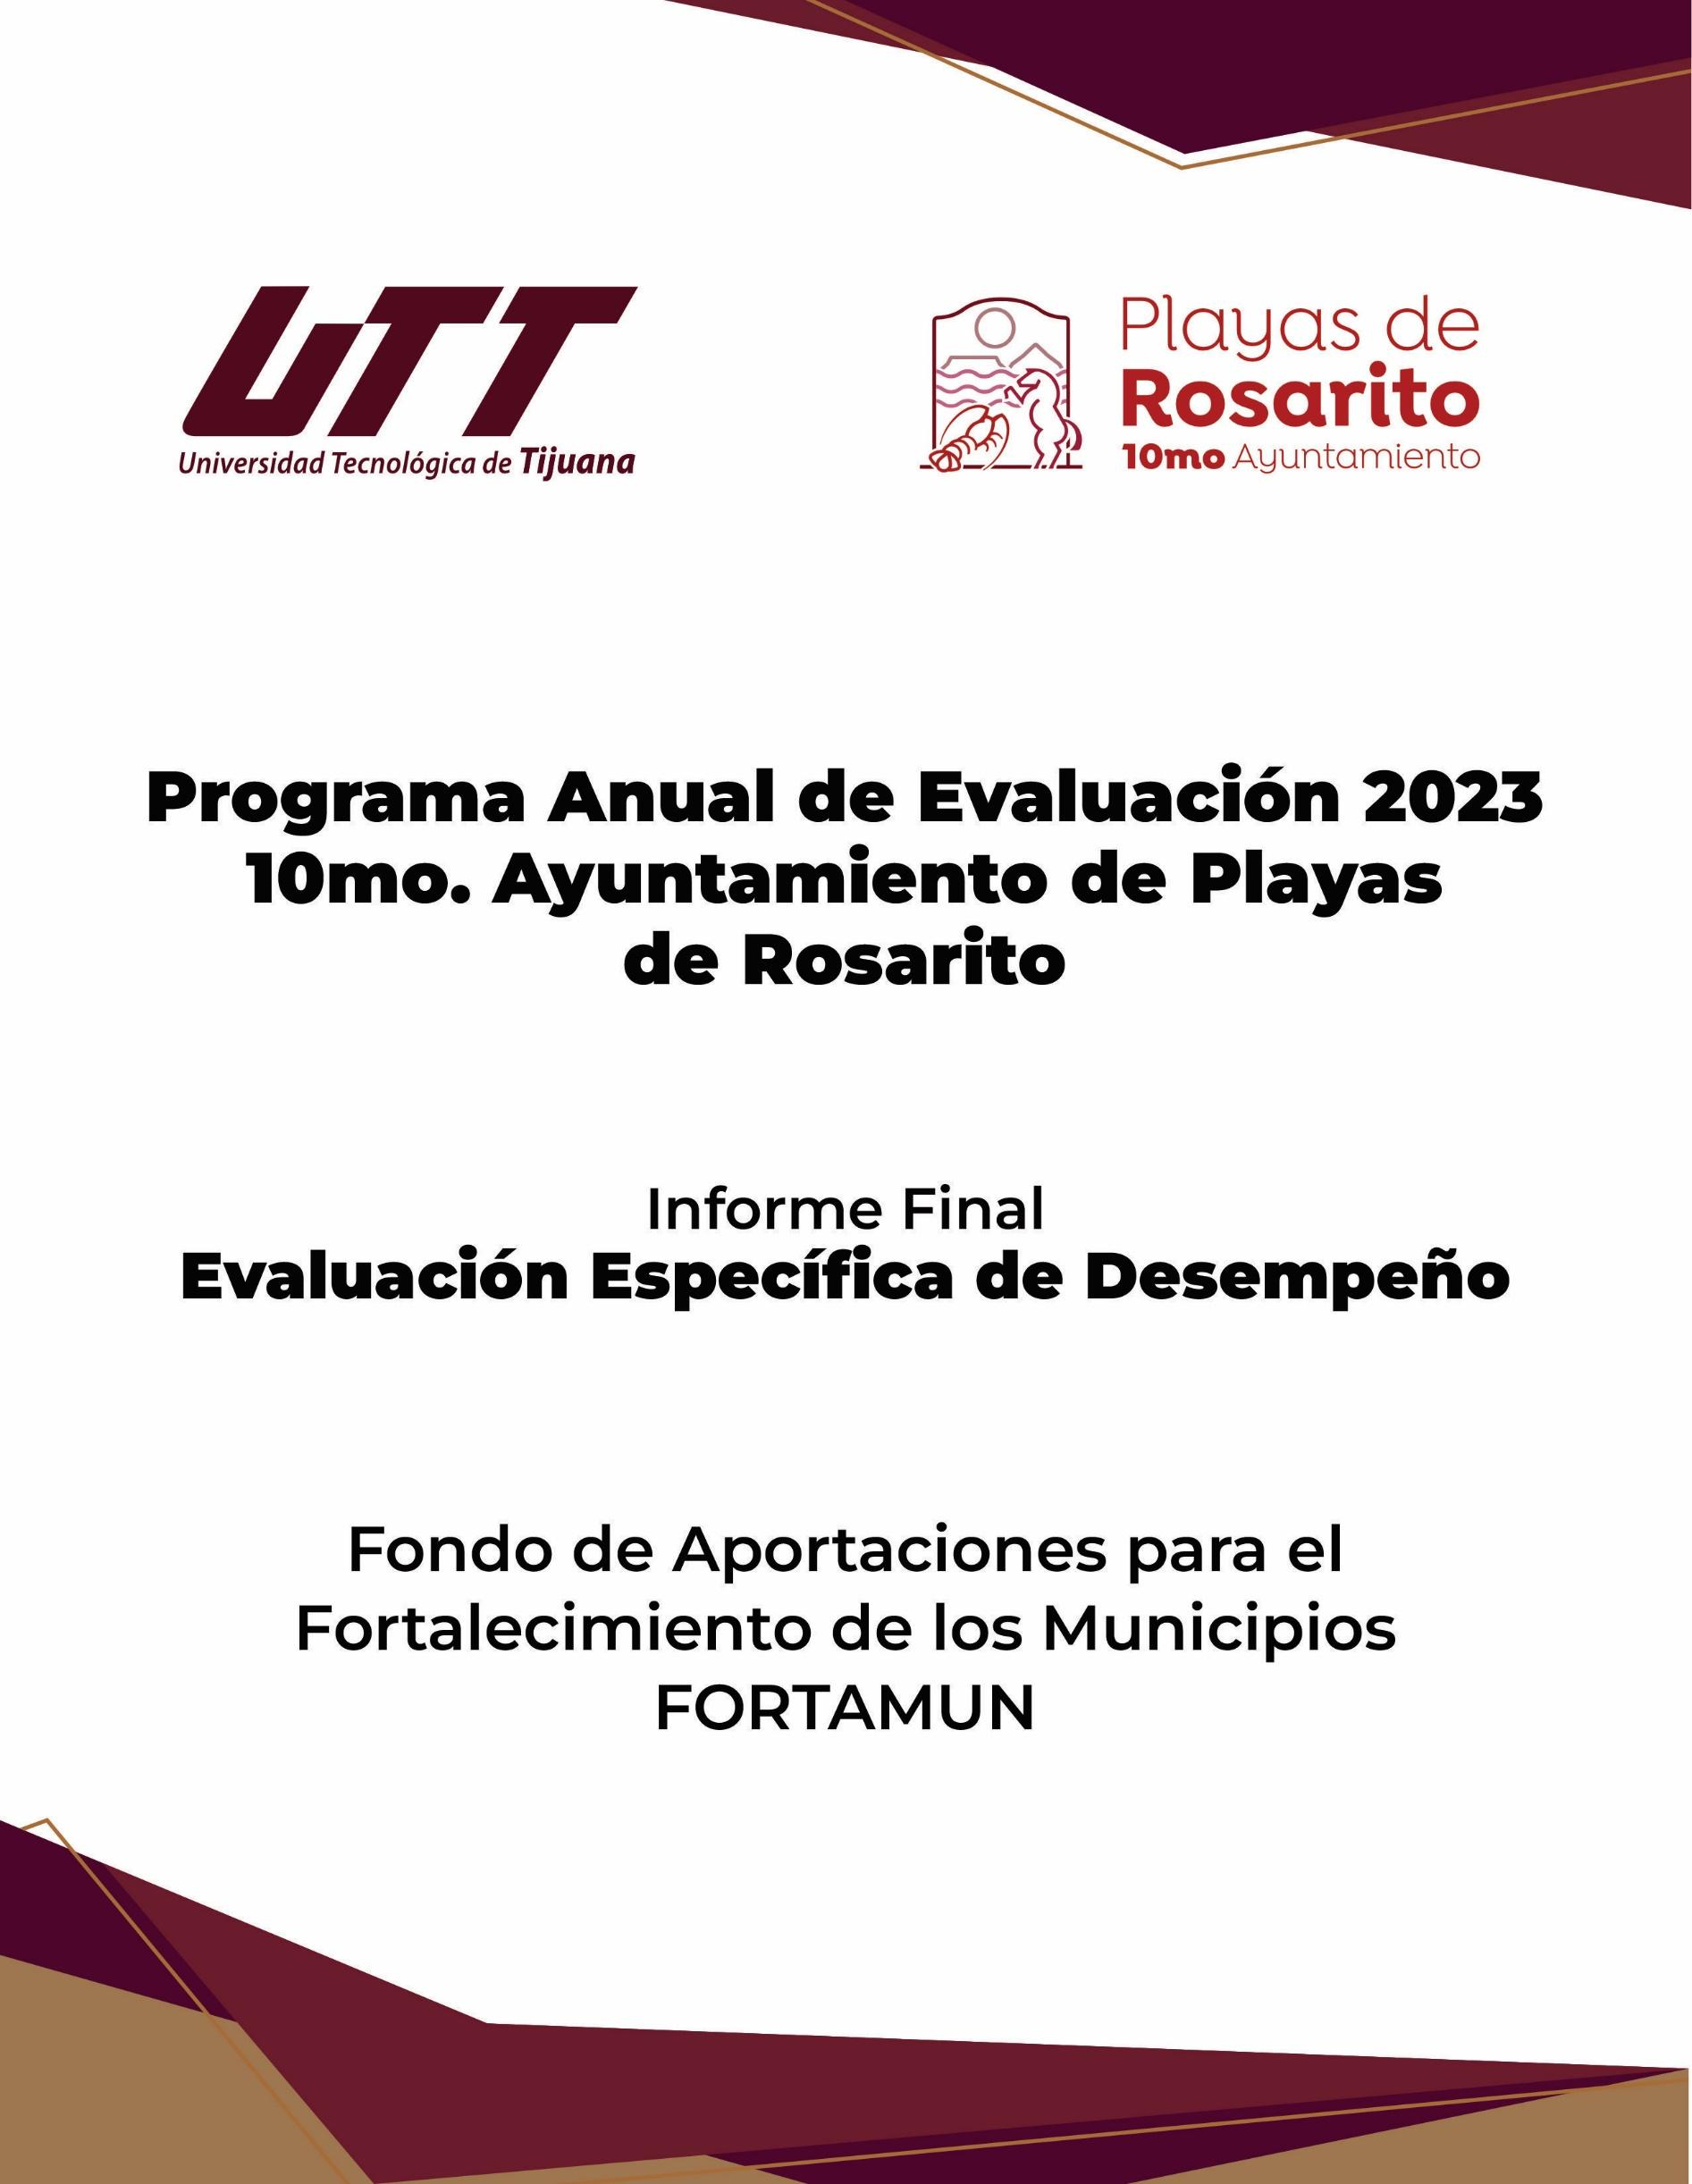 UTT
Universidad Tecnológica de Tijuana
Playas de
Rosarito
10mo Ayuntamiento
Programa Anual de Evaluación 2023
10mo. Ayuntamiento de Playas
de Rosarito
Informe Final
Evaluación Específica de Desempeño
Fondo de Aportaciones para el
Fortalecimiento de los Municipios
FORTAMUN